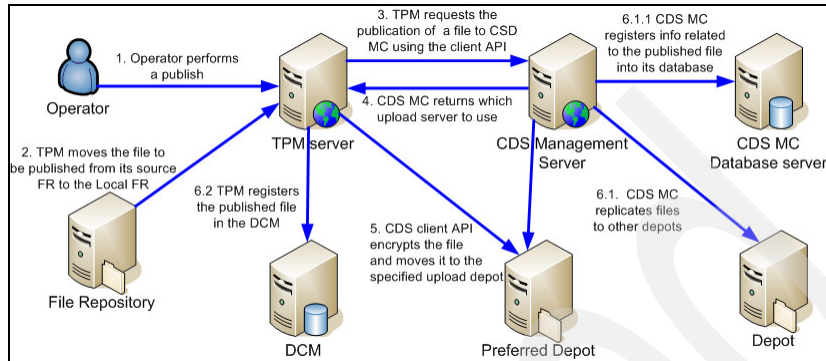 1. Operator performs
a publish
Operator
2. TPM moves the file to
be published from its source
FR to the Local FR
File Repository
3. TPM requests the
publication of a file to CSD
MC using the client API
4. CDS MC returns which
upload server to use
TPM server
6.2 TPM registers
the published file
in the DCM
DCM
5. CDS client API
encrypts the file
and moves it to the
specified upload depot
Preferred Depot
CDS Management
Server
6.1.1 CDS MC
registers info related
to the published file
into its database
CDS MC
Database server
6.1. CDS MC
replicates files
to other depots
Depot